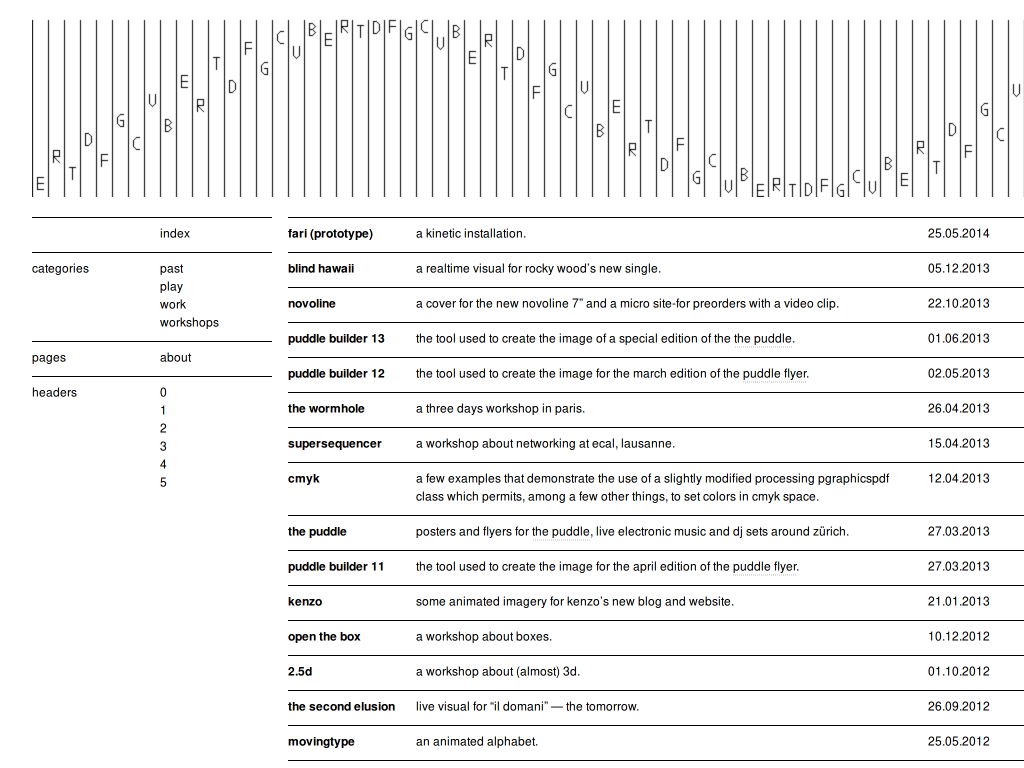 E R T D F G C V B E R T D F G C V B E R T D F G C V B E R T D F G C V B E R T D F G C V B E R T D F G C V B E R T D F G C V
index
categories past
play
work
workshops
pages about
headers 0
1
2
3
4
5
fari (prototype) a kinetic installation. 25.05.2014
blind hawaii a realtime visual for rocky wood’s new single. 05.12.2013
novoline a cover for the new novoline 7” and a micro site-for preorders with a video clip. 22.10.2013
puddle builder 13 the tool used to create the image of a special edition of the the puddle. 01.06.2013
puddle builder 12 the tool used to create the image for the march edition of the puddle flyer. 02.05.2013
the wormhole a three days workshop in paris. 26.04.2013
supersequencer a workshop about networking at ecal, lausanne. 15.04.2013
cmyk a few examples that demonstrate the use of a slightly modified processing pgraphicspdf 12.04.2013
class which permits, among a few other things, to set colors in cmyk space.
the puddle posters and flyers for the puddle, live electronic music and dj sets around zürich. 27.03.2013
puddle builder 11 the tool used to create the image for the april edition of the puddle flyer. 27.03.2013
kenzo some animated imagery for kenzo’s new blog and website. 21.01.2013
open the box a workshop about boxes. 10.12.2012
2.5d a workshop about (almost) 3d. 01.10.2012
the second elusion live visual for “il domani” — the tomorrow. 26.09.2012
movingtype an animated alphabet. 25.05.2012